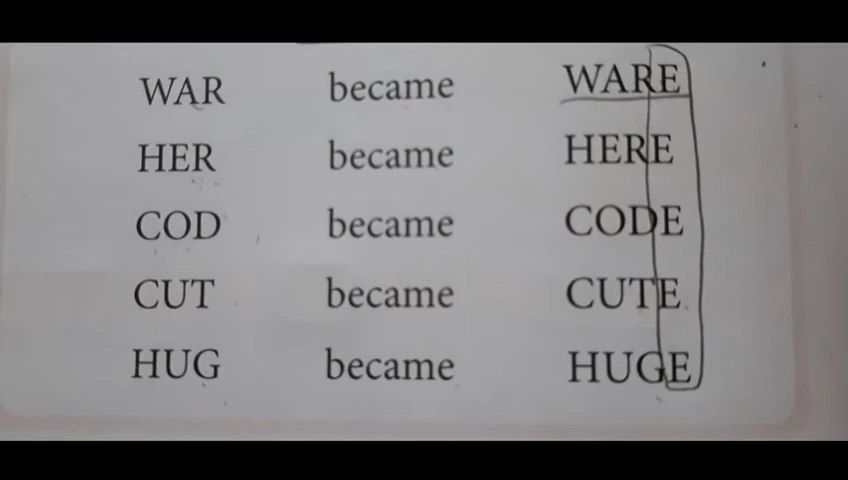 WAR became WARE
HER became HERE
COD became CODE
CUT became CUTE
HUG became HUGE